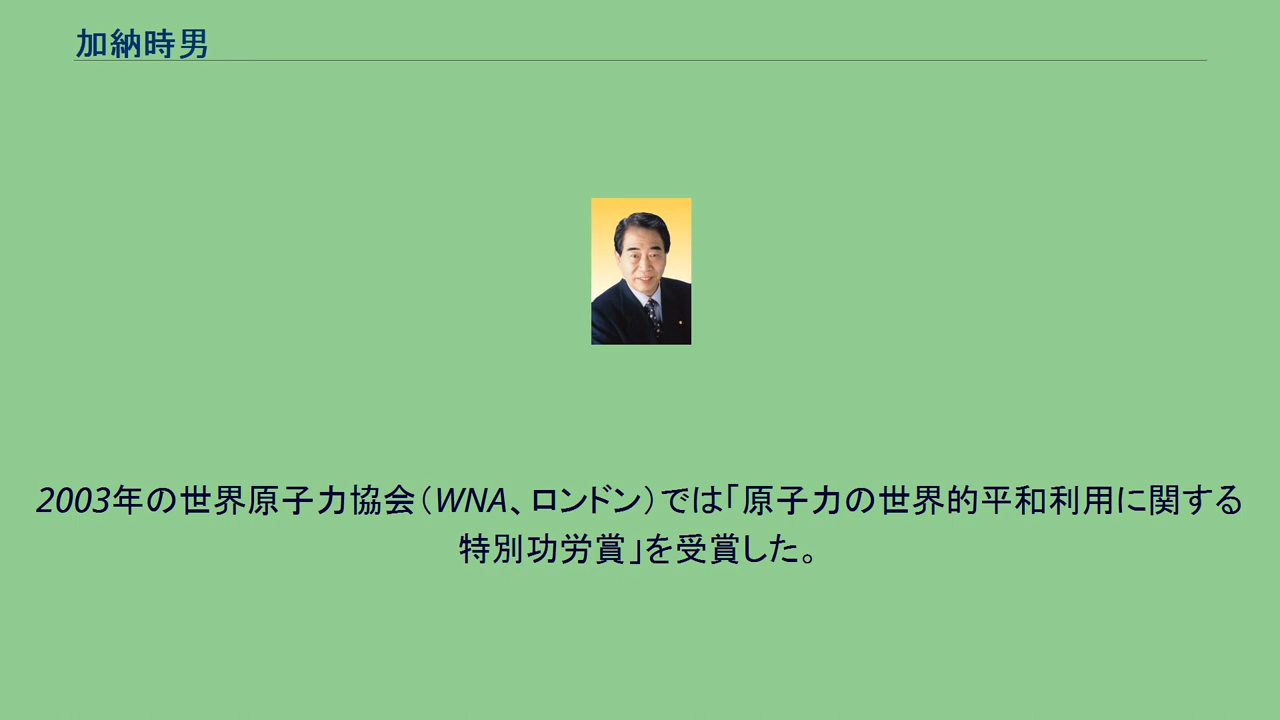 加納時男
2003年の世界原子力協会（WNA、ロンドン）では「原子力の世界的平和利用に関する
特別功労賞」を受賞した。